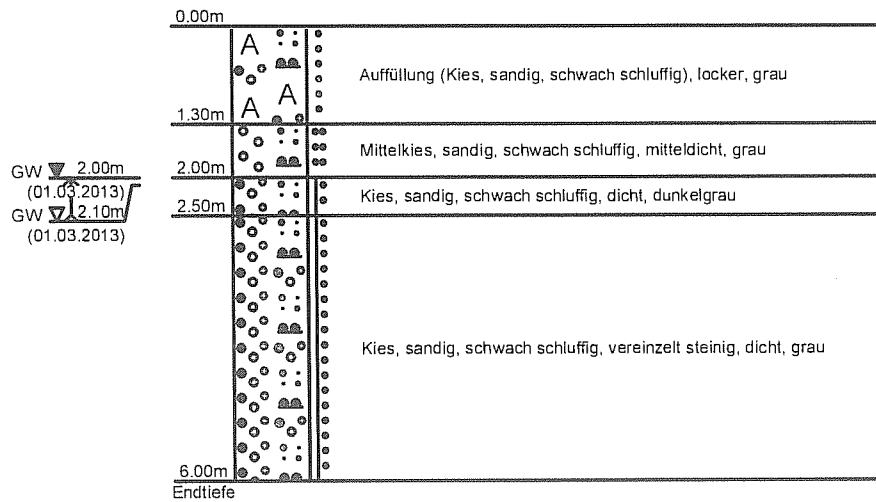 0.00m
A
Auffüllung (Kies, sandig, schwach schluffig), locker, grau
A A
1.30m
Mittelkies, sandig, schwach schluffig, mitteldicht, grau
GW 2.00m
(01.03.2013)
2.00m
Kies, sandig, schwach schluffig, dicht, dunkelgrau
GW 2.10m
(01.03.2013)
2.50m
Kies, sandig, schwach schluffig, vereinzelt steinig, dicht, grau
6.00m
Endtiefe